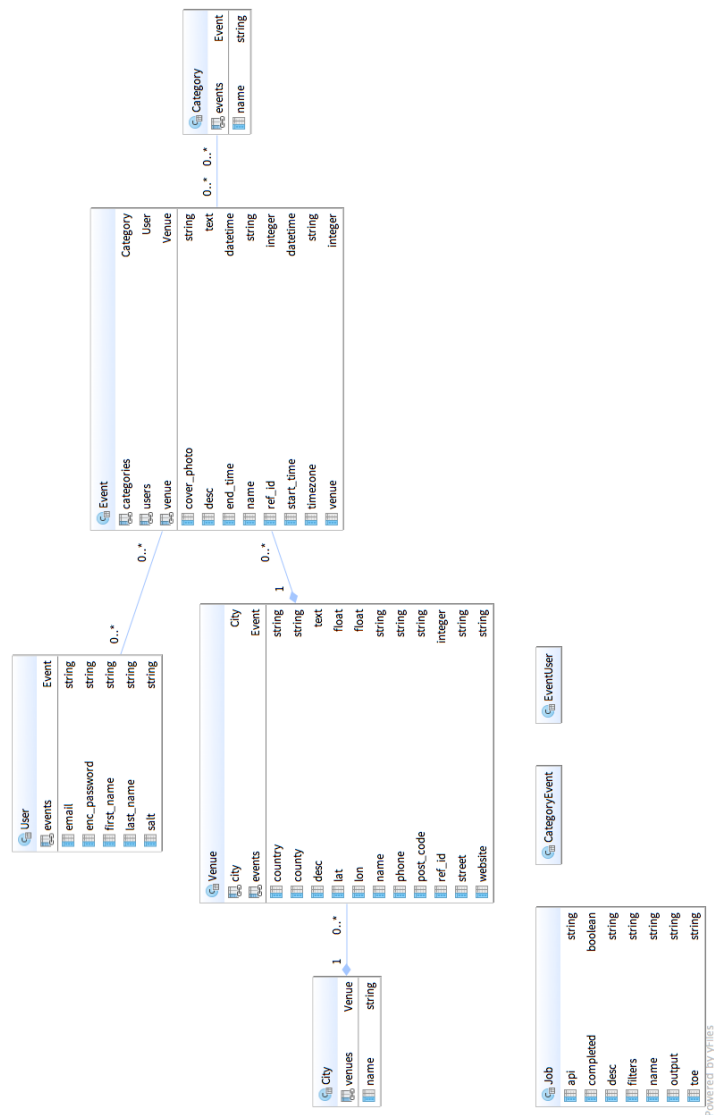 Category
events Event
name string
0..* 0..*
Event
categories Category
users User
venue Venue
cover_photo string
desc text
end_time datetime
name string
ref_id integer
start_time datetime
timezone string
venue integer
0..*
0..*
0..*
1
User
events Event
email string
enc_password string
first_name string
last_name string
salt string
Venue
city City
events Event
country string
county string
desc text
lat float
lon float
name string
phone string
post_code string
ref_id integer
street string
website string
1 0..*
City
venues Venue
name string
EventUser
CategoryEvent
Job
api string
completed boolean
desc string
filters string
name string
output string
toe string
Powered by yFiles